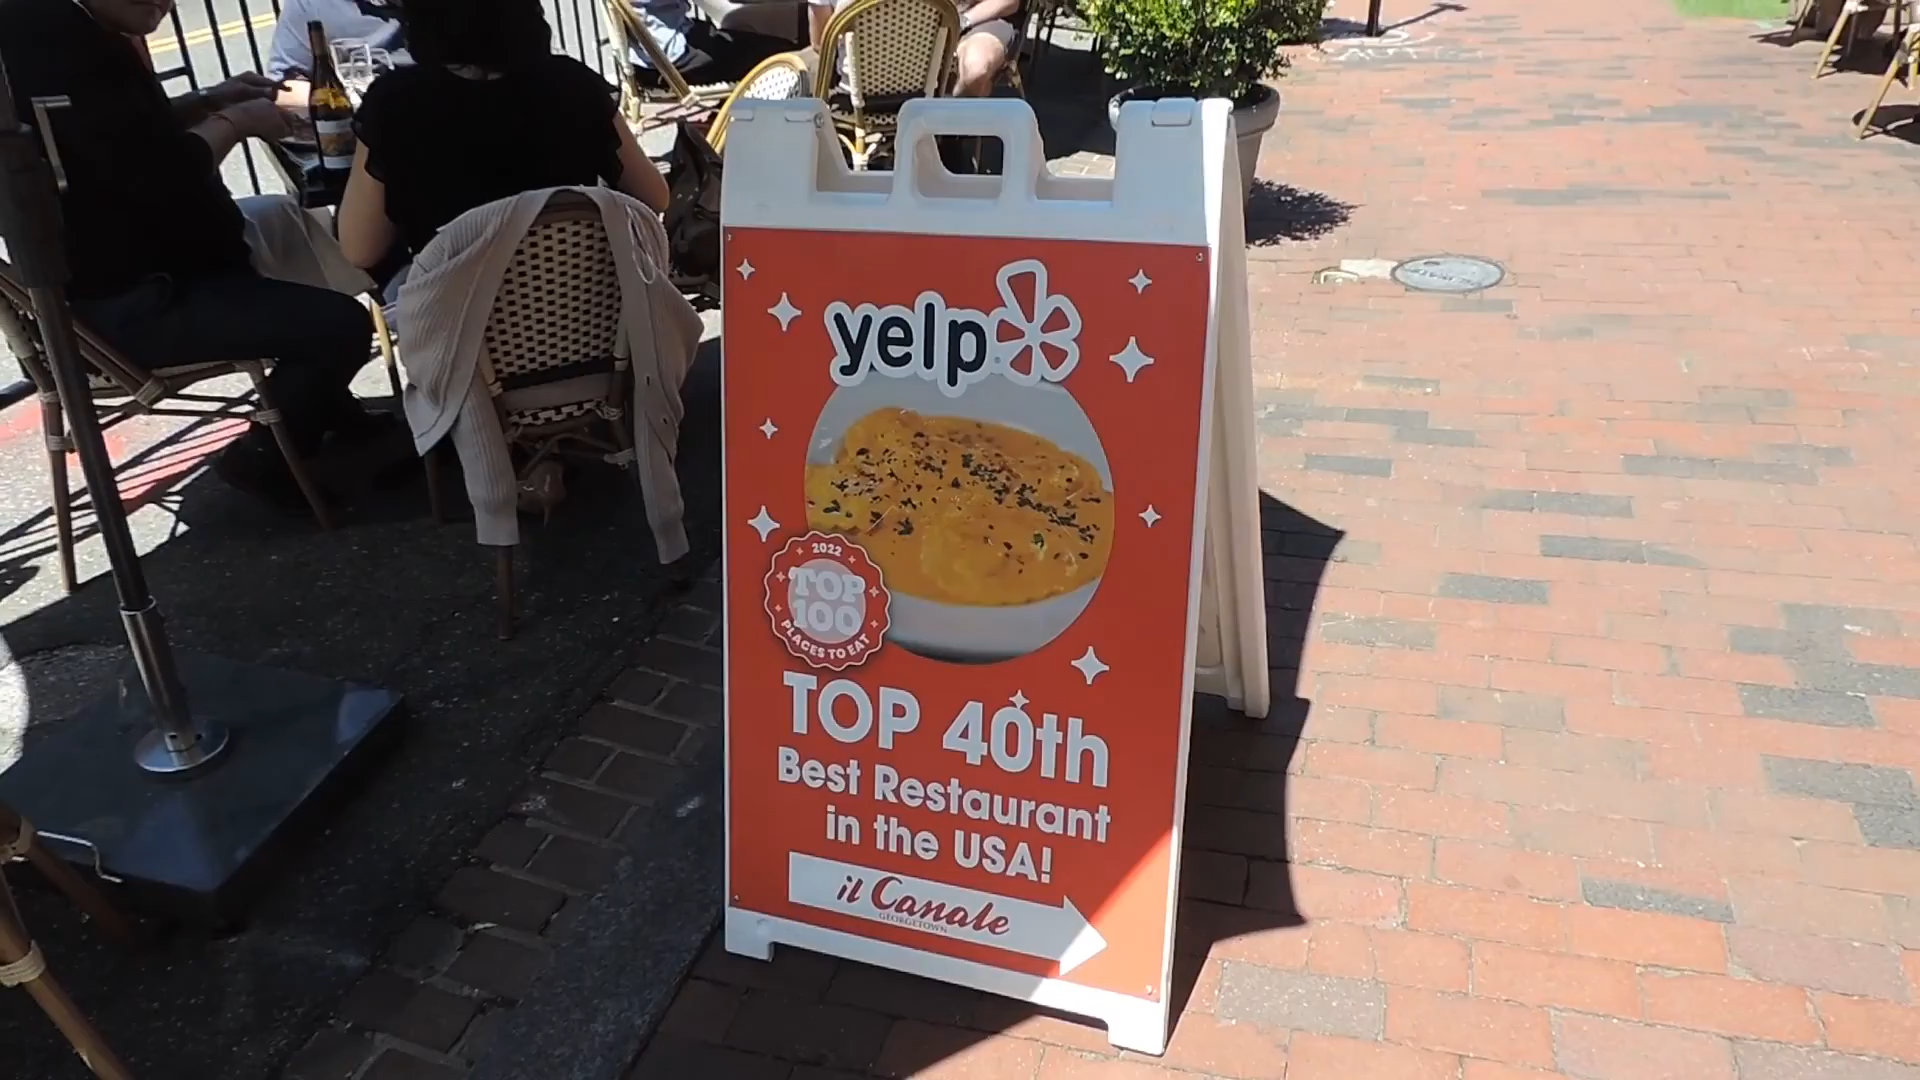 yelp
2022
TOP
100
PLACES TO EAT
TOP 40th
Best Restaurant
in the USA!
il Canale
GEORGETOWN